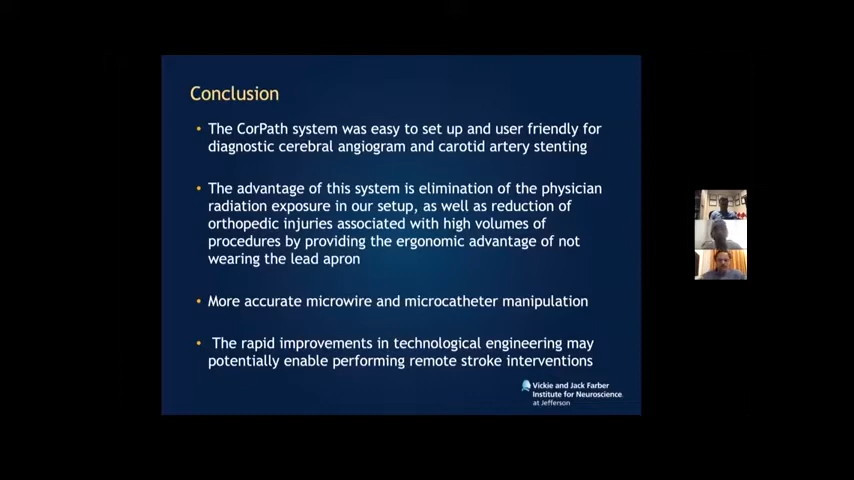 Conclusion
• The CorPath system was easy to set up and user friendly for
diagnostic cerebral angiogram and carotid artery stenting
• The advantage of this system is elimination of the physician
radiation exposure in our setup, as well as reduction of
orthopedic injuries associated with high volumes of
procedures by providing the ergonomic advantage of not
wearing the lead apron
• More accurate microwire and microcatheter manipulation
• The rapid improvements in technological engineering may
potentially enable performing remote stroke interventions
Vickie and Jack Farber
Institute for Neuroscience
at Jefferson